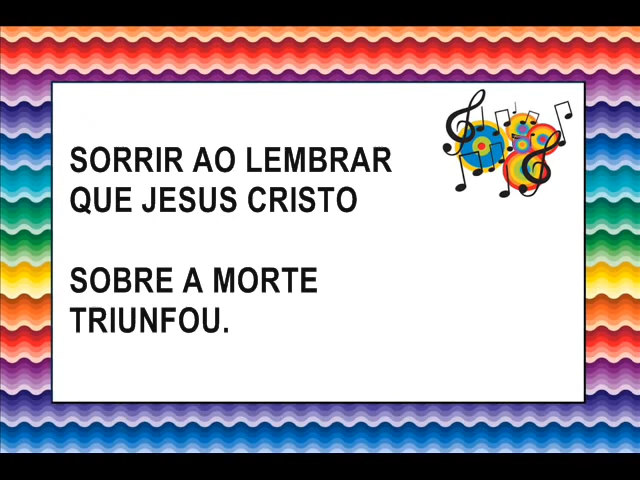 SORRIR AO LEMBRAR
QUE JESUS CRISTO
SOBRE A MORTE
TRIUNFOU.